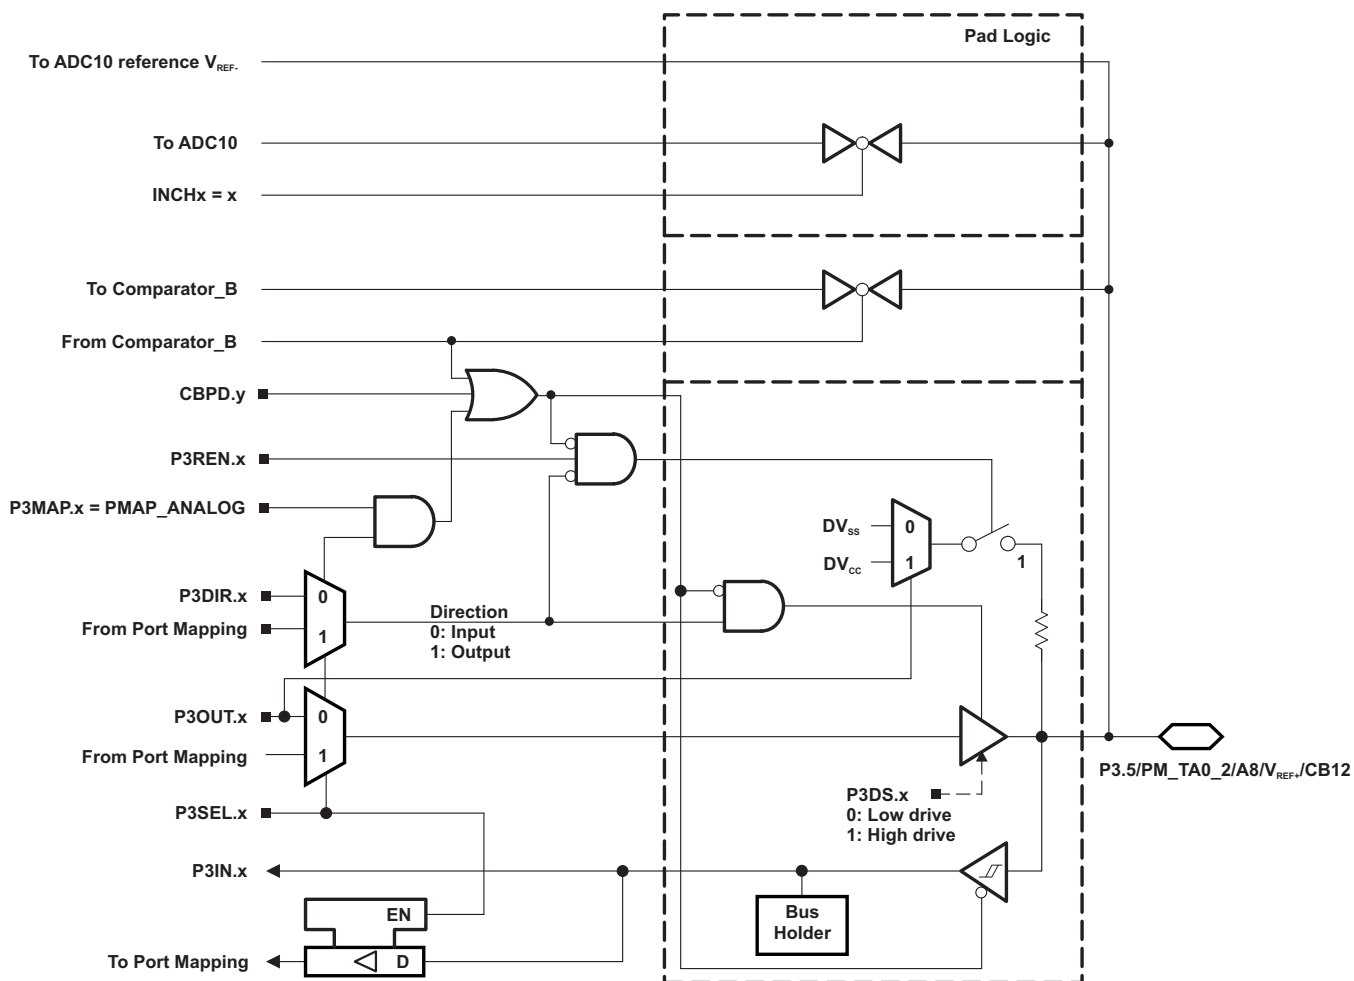 Pad Logic
To ADC10 reference VREF-
To ADC10
INCHx = x
To Comparator_B
From Comparator_B
CBPD.y
P3REN.x
P3MAP.x = PMAP_ANALOG
DVSS
0
DVCC
1
1
P3DIR.x
0
From Port Mapping
1
Direction
0: Input
1: Output
P3OUT.x
0
From Port Mapping
1
P3.5/PM_TA0_2/A8/VREF+/CB12
P3DS.x
0: Low drive
1: High drive
P3SEL.x
P3IN.x
EN
Bus
Holder
To Port Mapping
D